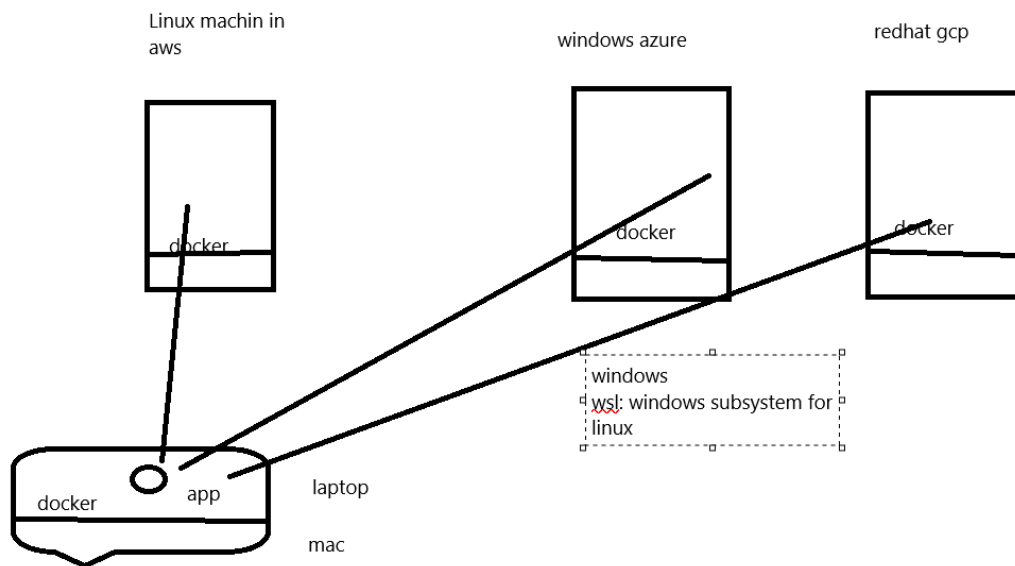 Linux machin in
aws
windows azure
redhat gcp
docker
docker
docker
windows
wsl: windows subsystem for
linux
docker
app
laptop
mac